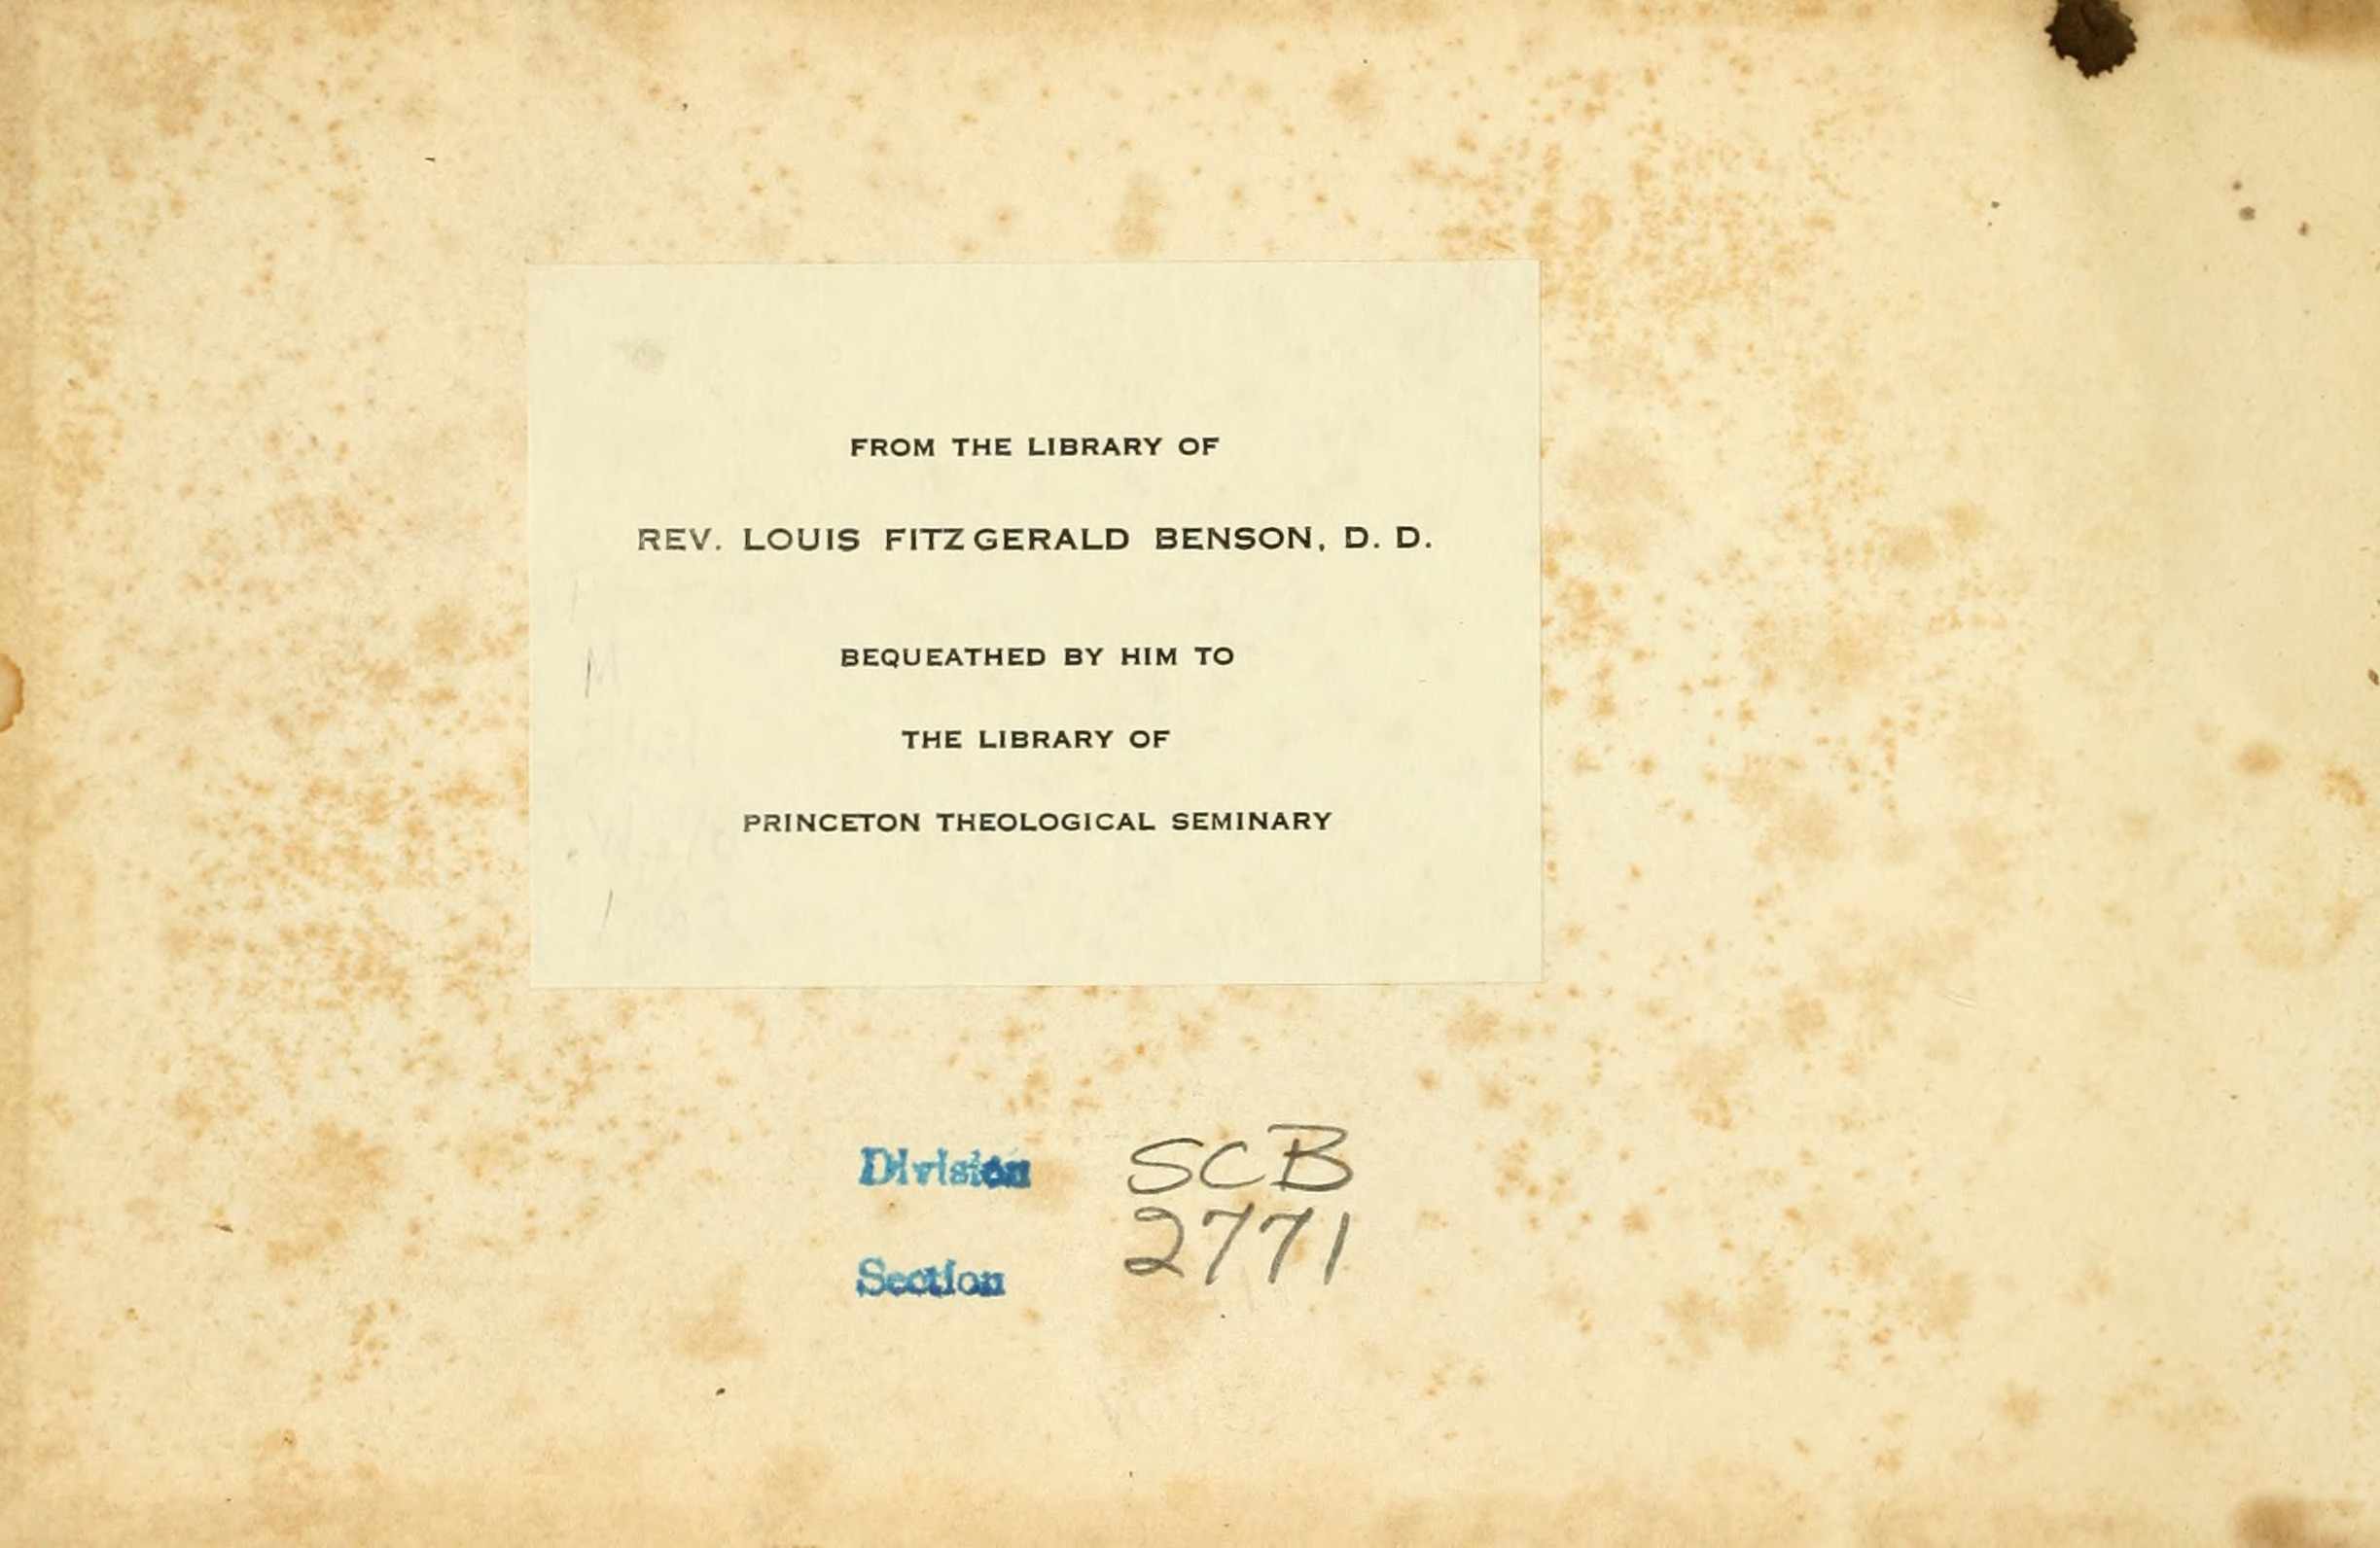 FROM THE LIBRARY OF
REV. LOUIS FITZGERALD BENSON, D. D.
BEQUEATHED BY HIM TO
THE LIBRARY OF
PRINCETON THEOLOGICAL SEMINARY
Division SCB
2771
Section